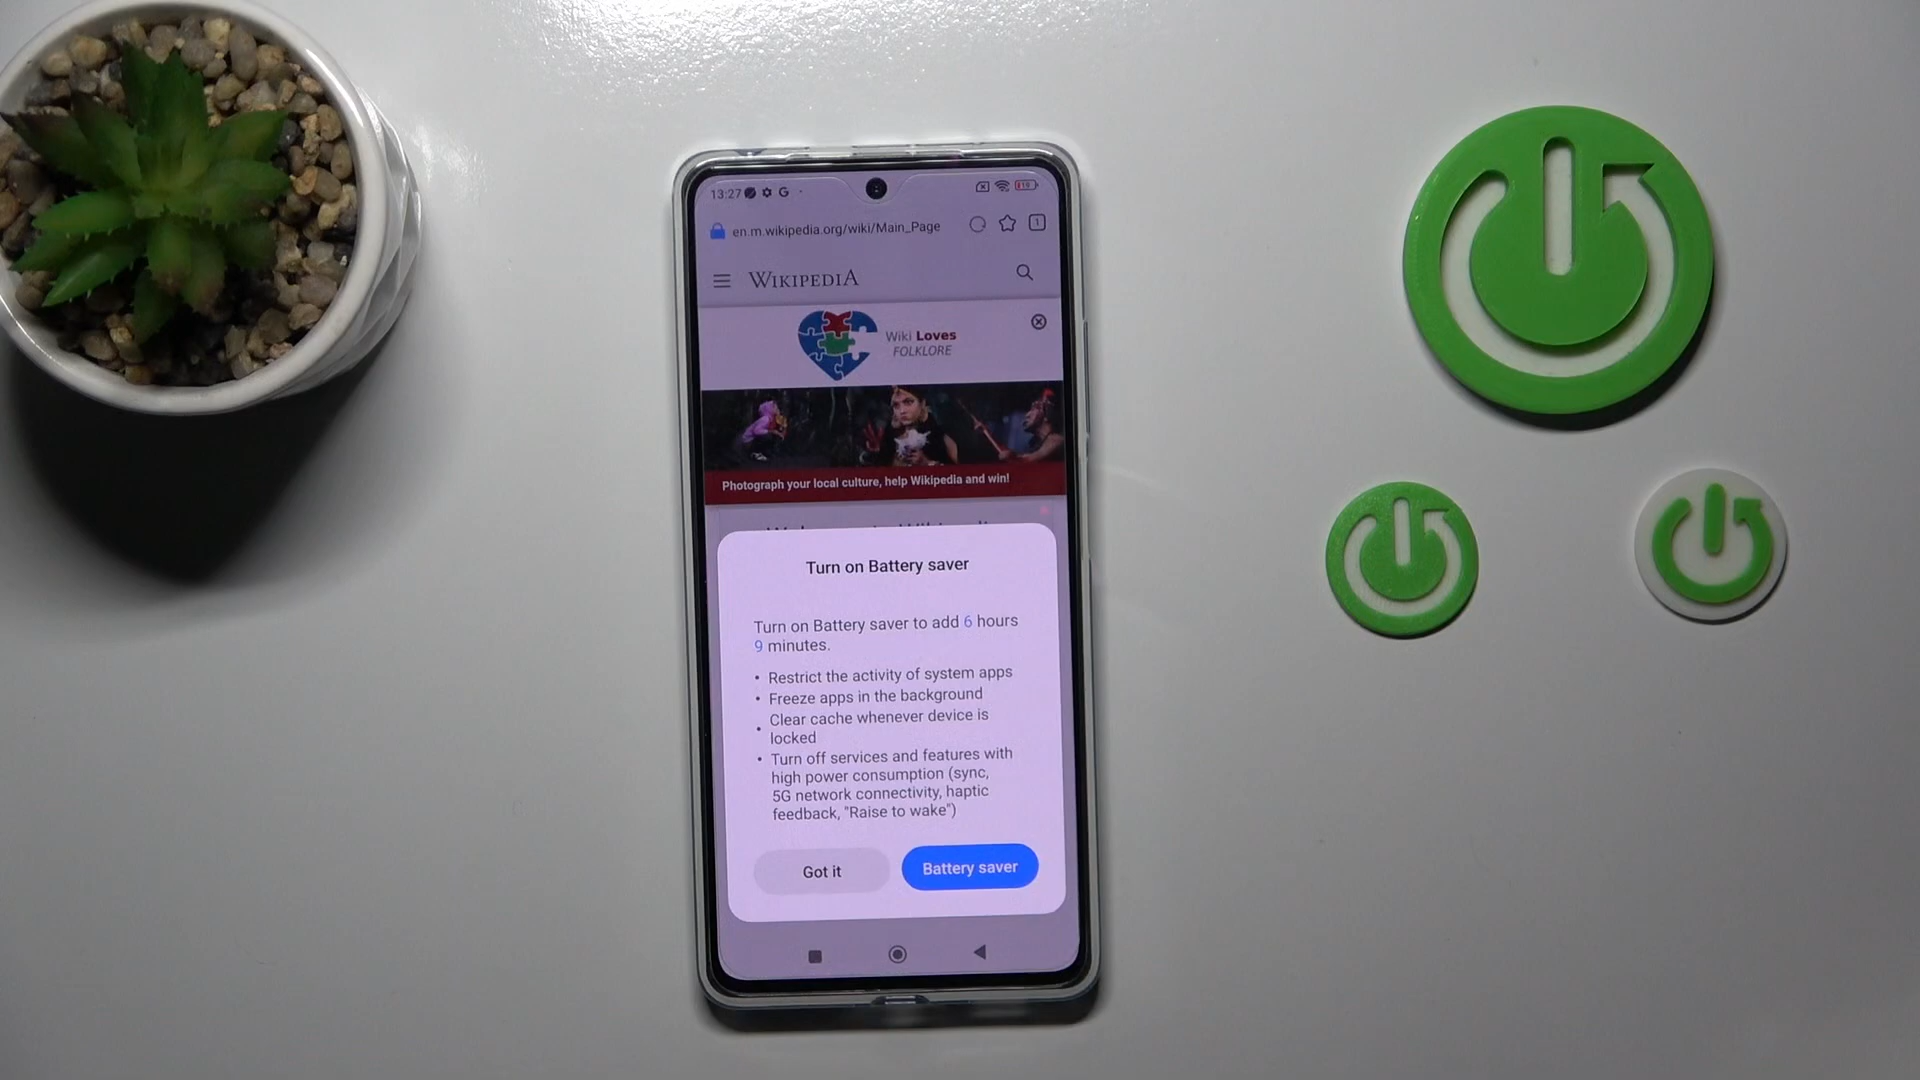 13:27
19
en.m.wikipedia.org/wiki/Main_Page
1
WIKIPEDIA
Wiki Loves
FOLKLORE
Photograph your local culture, help Wikipedia and win!
Turn on Battery saver
Turn on Battery saver to add 6 hours
9 minutes.
• Restrict the activity of system apps
• Freeze apps in the background
• Clear cache whenever device is
locked
• Turn off services and features with
high power consumption (sync,
5G network connectivity, haptic
feedback, "Raise to wake")
Got it
Battery saver